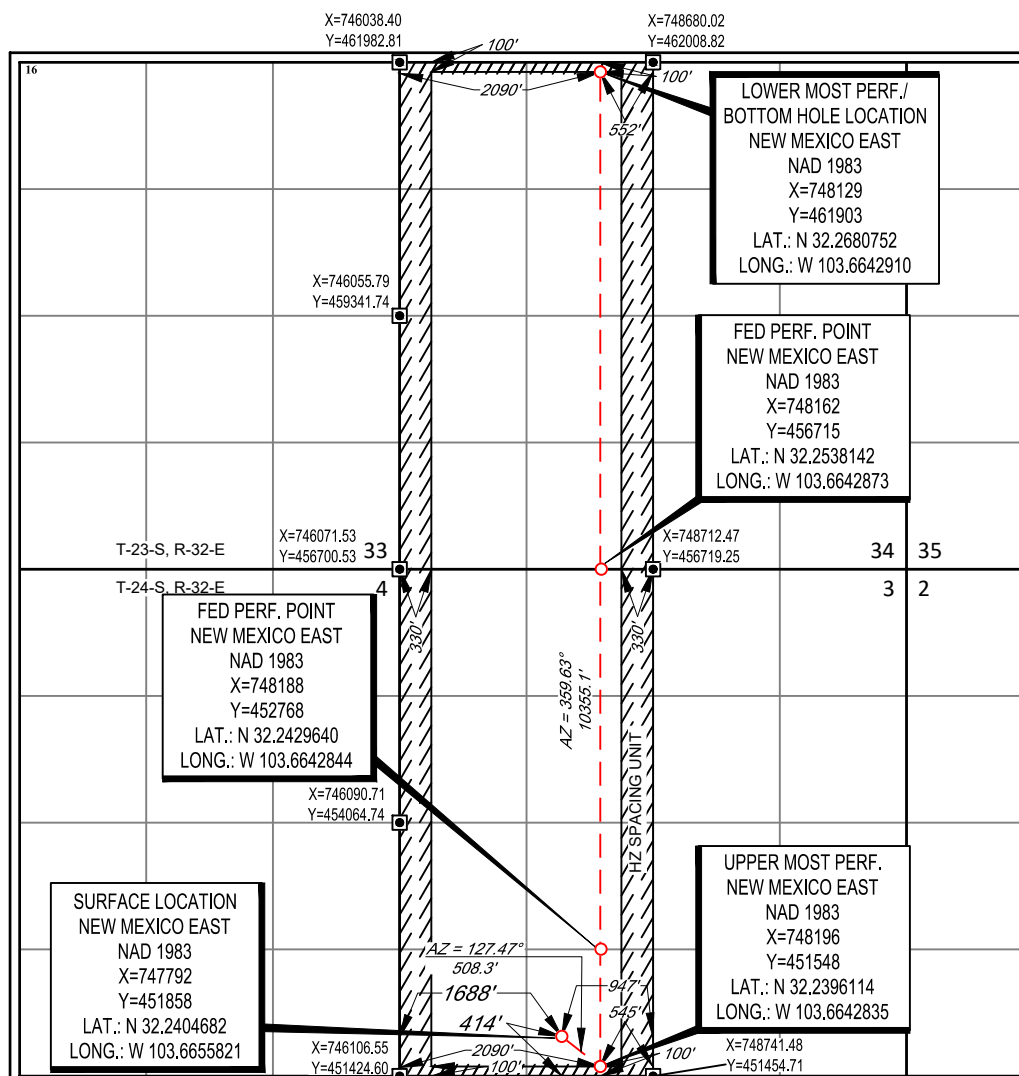 X=746038.40
Y=461982.81
X=748680.02
Y=462008.82
16
100'
2090'
100'
552'
LOWER MOST PERF./
BOTTOM HOLE LOCATION
NEW MEXICO EAST
NAD 1983
X=748129
Y=461903
LAT.: N 32.2680752
LONG.: W 103.6642910
X=746055.79
Y=459341.74
FED PERF. POINT
NEW MEXICO EAST
NAD 1983
X=748162
Y=456715
LAT.: N 32.2538142
LONG.: W 103.6642873
T-23-S, R-32-E
X=746071.53
Y=456700.53
33
X=748712.47
Y=456719.25
34
35
T-24-S, R-32-E
4
3
2
330'
330'
FED PERF. POINT
NEW MEXICO EAST
NAD 1983
X=748188
Y=452768
LAT.: N 32.2429640
LONG.: W 103.6642844
AZ = 359.63°
10355.1'
HZ SPACING UNIT
X=746090.71
Y=454064.74
SURFACE LOCATION
NEW MEXICO EAST
NAD 1983
X=747792
Y=451858
LAT.: N 32.2404682
LONG.: W 103.6655821
AZ = 127.47°
508.3'
1688'
947'
414'
545'
UPPER MOST PERF.
NEW MEXICO EAST
NAD 1983
X=748196
Y=451548
LAT.: N 32.2396114
LONG.: W 103.6642835
X=746106.55
Y=451424.60
2090'
100'
100'
X=748741.48
Y=451454.71